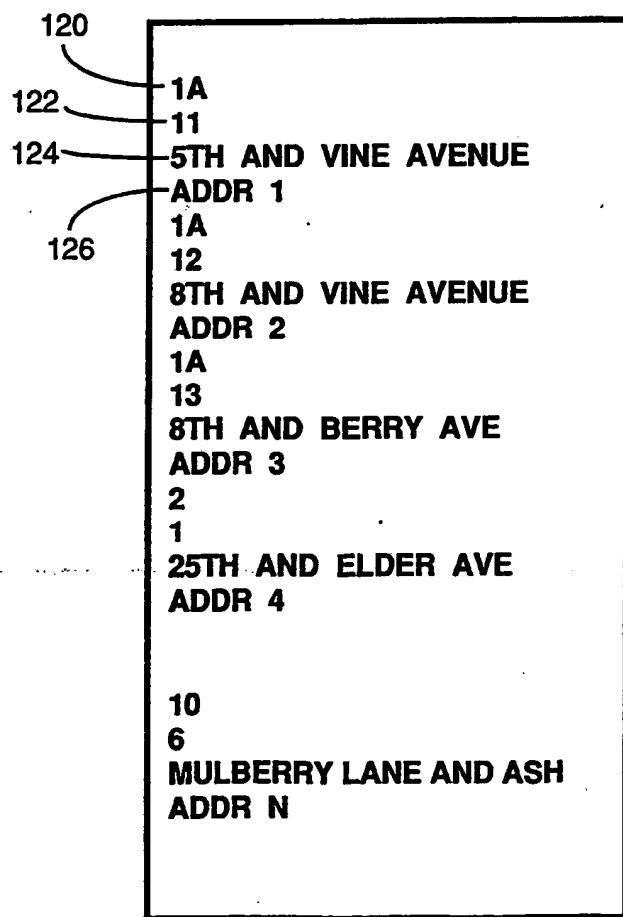 120
1A
122
11
124
5TH AND VINE AVENUE
126
ADDR 1
1A
12
8TH AND VINE AVENUE
ADDR 2
1A
13
8TH AND BERRY AVE
ADDR 3
2
1
25TH AND ELDER AVE
ADDR 4
10
6
MULBERRY LANE AND ASH
ADDR N